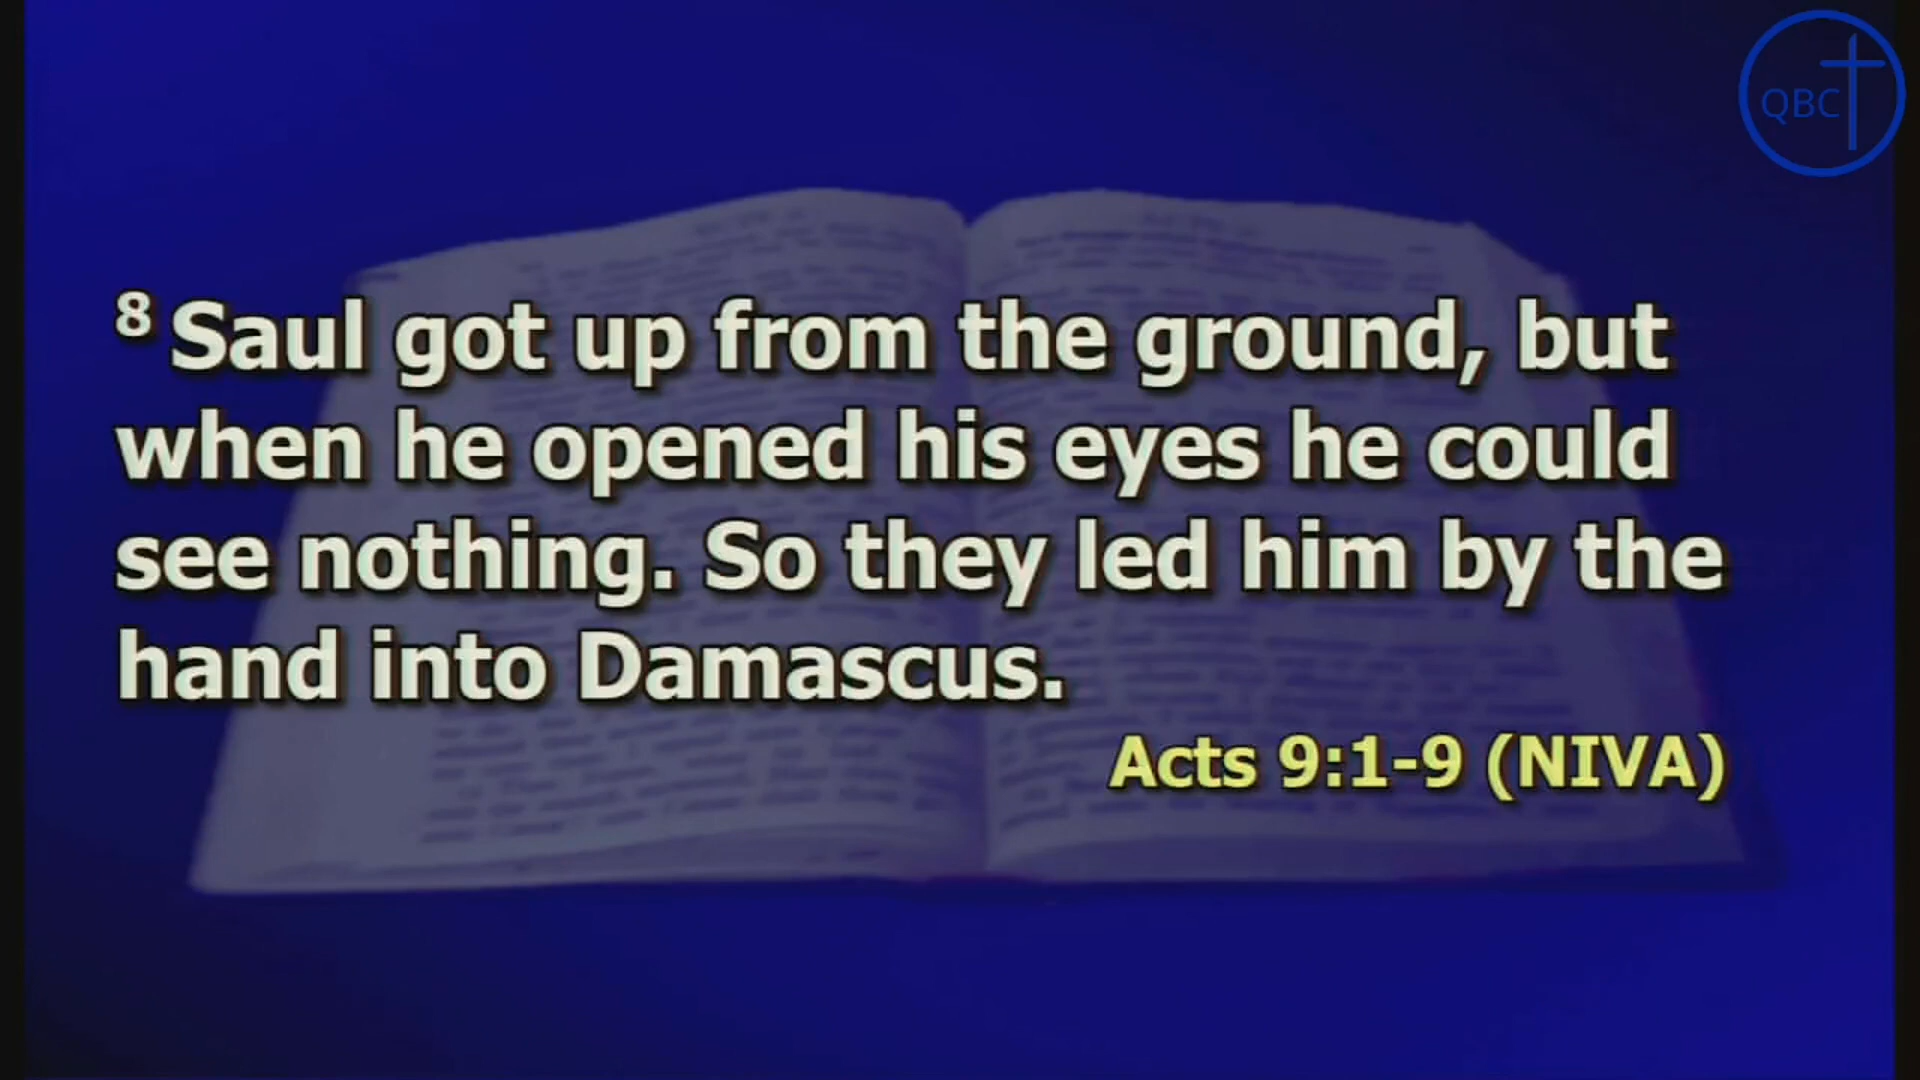 QBC
8 Saul got up from the ground, but
when he opened his eyes he could
see nothing. So they led him by the
hand into Damascus.
Acts 9:1-9 (NIVA)